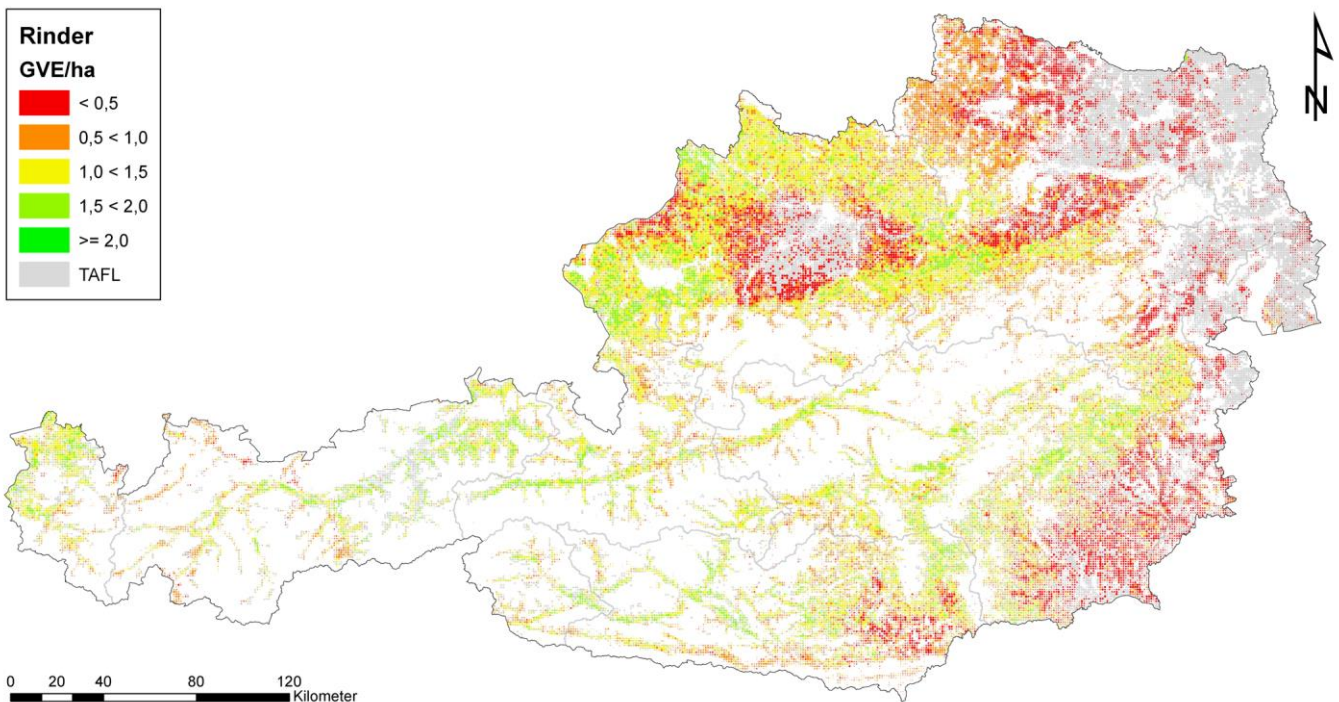 Rinder
GVE/ha
< 0,5
0,5 < 1,0
1,0 < 1,5
1,5 < 2,0
>= 2,0
TAFL
N
0 20 40 80 120
Kilometer